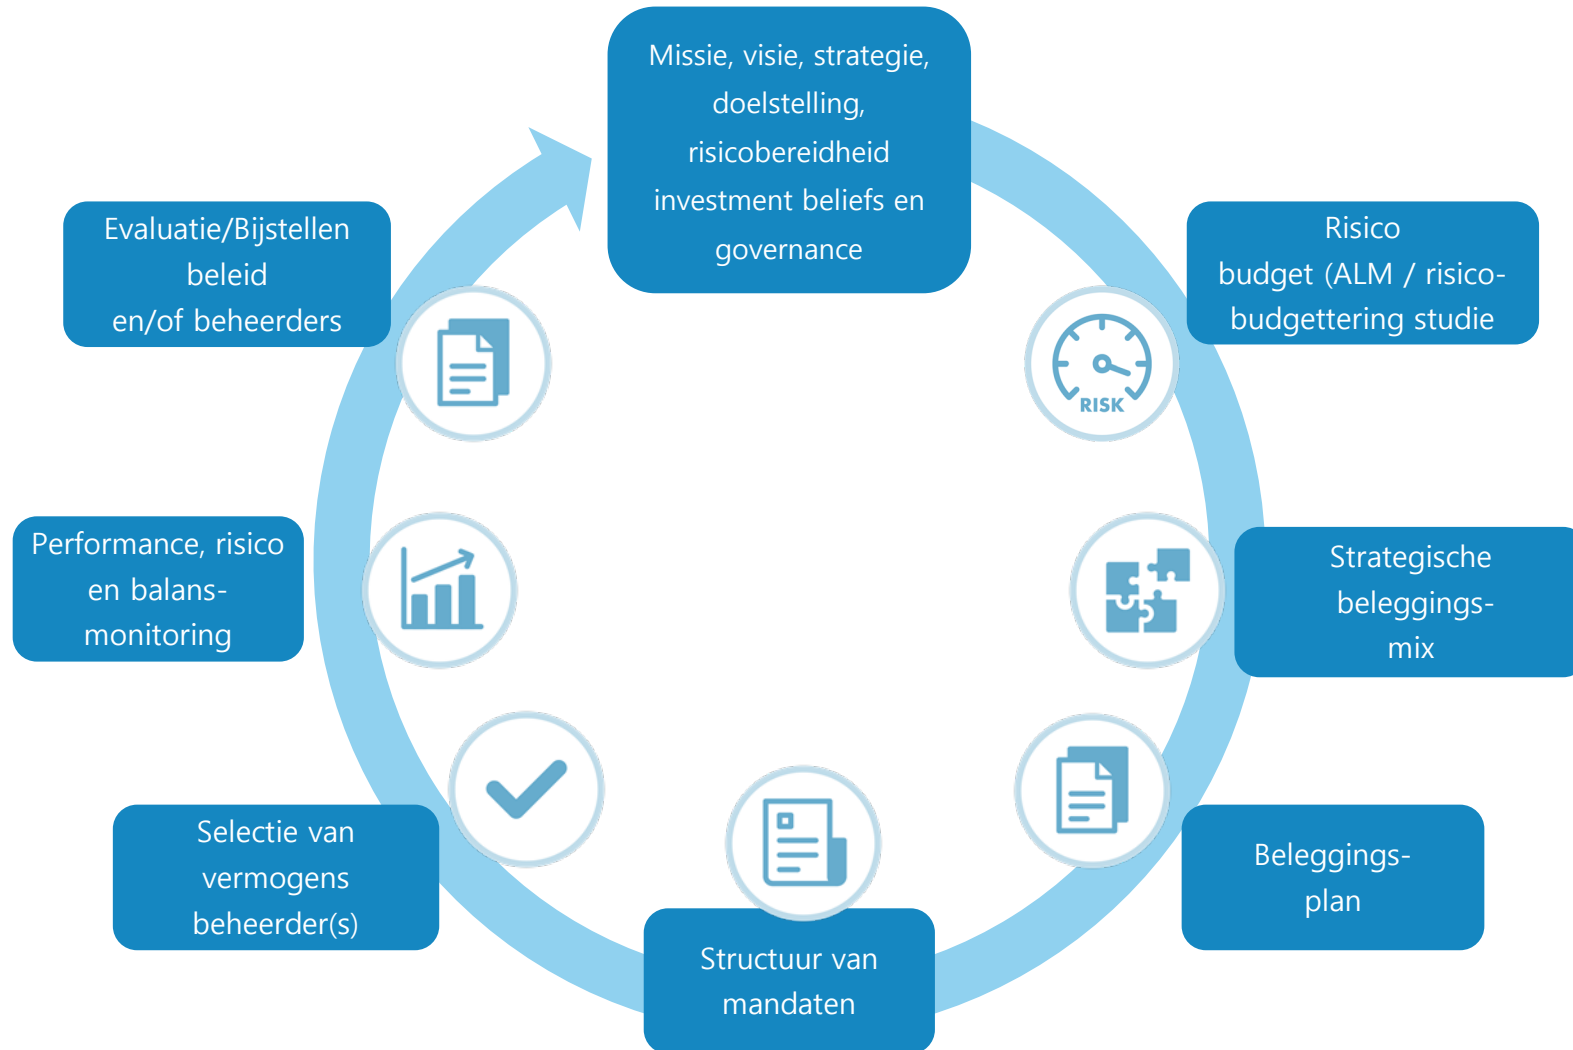 Missie, visie, strategie,
doelstelling,
risicobereidheid
investment beliefs en
governance
Risico
budget (ALM / risico-
budgettering studie
RISK
Strategische
beleggings-
mix
Beleggings-
plan
Structuur van
mandaten
Selectie van
vermogens
beheerder(s)
Performance, risico
en balans-
monitoring
Evaluatie/Bijstellen
beleid
en/of beheerders